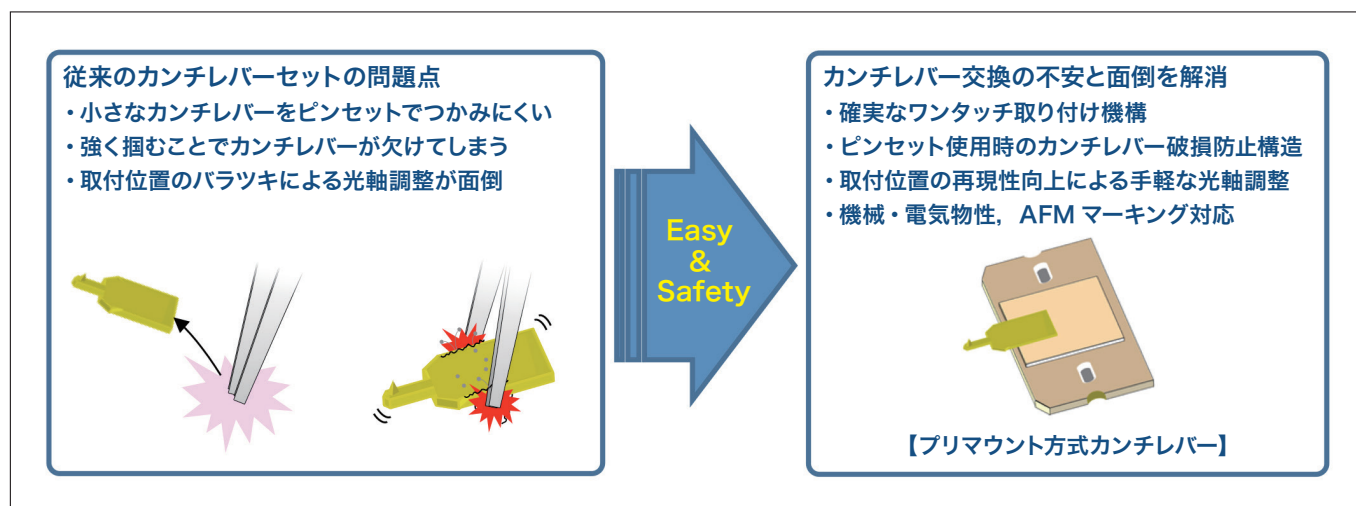 従来のカンチレバーセットの問題点
・小さなカンチレバーをピンセットでつかみにくい
・強く掴むことでカンチレバーが欠けてしまう
・取付位置のバラツキによる光軸調整が面倒
Easy
&
Safety
カンチレバー交換の不安と面倒を解消
・確実なワンタッチ取り付け機構
・ピンセット使用時のカンチレバー破損防止構造
・取付位置の再現性向上による手軽な光軸調整
・機械・電気物性，AFM マーキング対応
【プリマウント方式カンチレバー】